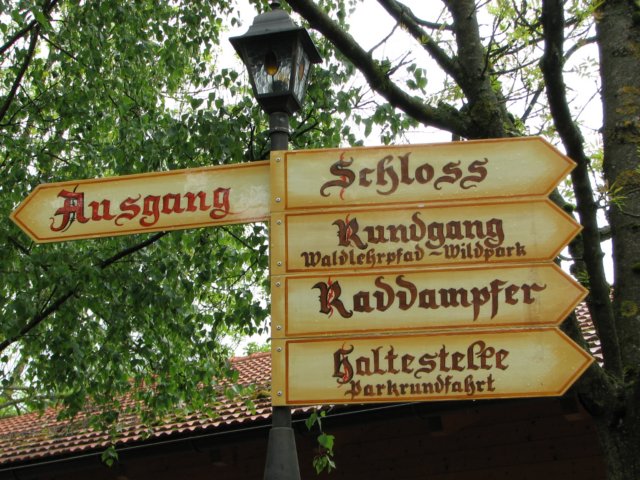 Ausgang
Schloss
Rundgang
Waldlehrpfad - Wildpark
Raddampfer
Haltestelle
Parkrundfahrt